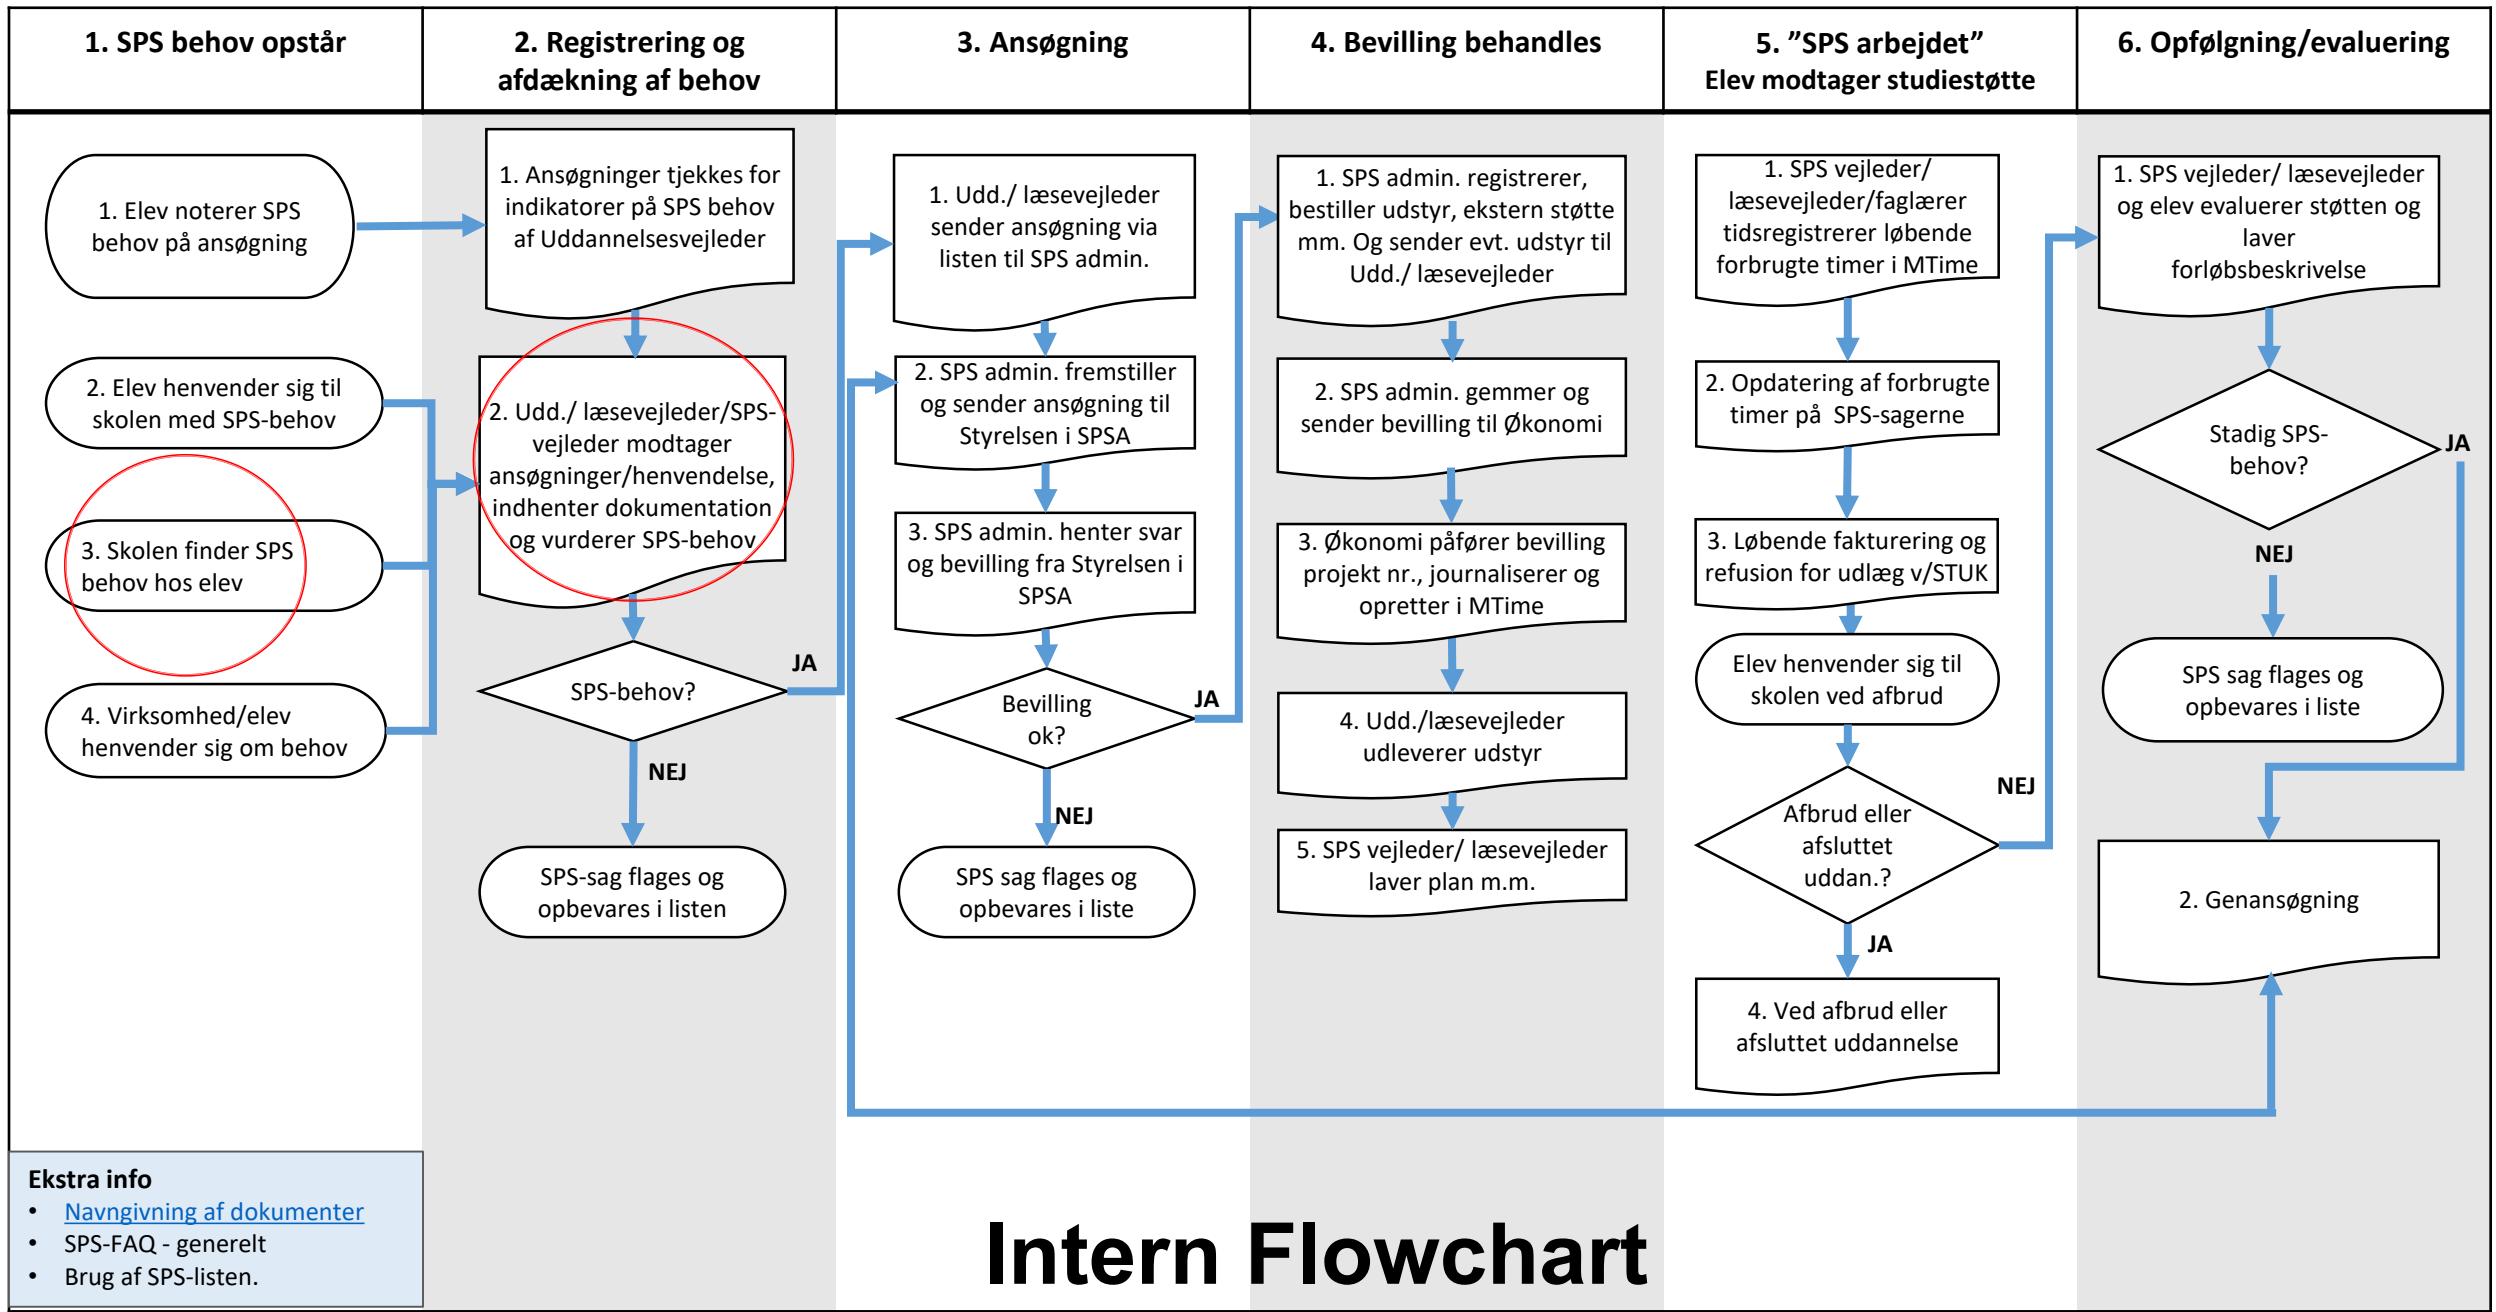 1. SPS behov opstår
2. Registrering og
afdækning af behov
3. Ansøgning
4. Bevilling behandles
5. ”SPS arbejdet”
Elev modtager studiestøtte
6. Opfølgning/evaluering
1. Elev noterer SPS
behov på ansøgning
2. Elev henvender sig til
skolen med SPS-behov
3. Skolen finder SPS
behov hos elev
4. Virksomhed/elev
henvender sig om behov
1. Ansøgninger tjekkes for
indikatorer på SPS behov
af Uddannelsesvejleder
2. Udd./ læsevejleder/SPS-
vejleder modtager
ansøgninger/henvendelse,
indhenter dokumentation
og vurderer SPS-behov
SPS-behov?
JA
NEJ
SPS-sag flages og
opbevares i listen
1. Udd./ læsevejleder
sender ansøgning via
listen til SPS admin.
2. SPS admin. fremstiller
og sender ansøgning til
Styrelsen i SPSA
3. SPS admin. henter svar
og bevilling fra Styrelsen i
SPSA
Bevilling
ok?
JA
NEJ
SPS sag flages og
opbevares i liste
1. SPS admin. registrerer,
bestiller udstyr, ekstern støtte
mm. Og sender evt. udstyr til
Udd./ læsevejleder
2. SPS admin. gemmer og
sender bevilling til Økonomi
3. Økonomi påfører bevilling
projekt nr., journaliserer og
opretter i MTime
4. Udd./læsevejleder
udleverer udstyr
5. SPS vejleder/ læsevejleder
laver plan m.m.
1. SPS vejleder/
læsevejleder/faglærer
tidsregistrerer løbende
forbrugte timer i MTime
2. Opdatering af forbrugte
timer på SPS-sagerne
3. Løbende fakturering og
refusion for udlæg v/STUK
Elev henvender sig til
skolen ved afbrud
Afbrud eller
afsluttet
uddan.?
NEJ
JA
4. Ved afbrud eller
afsluttet uddannelse
1. SPS vejleder/ læsevejleder
og elev evaluerer støtten og
laver
forløbsbeskrivelse
Stadig SPS-
behov?
JA
NEJ
SPS sag flages og
opbevares i liste
2. Genansøgning
Ekstra info
• Navngivning af dokumenter
• SPS-FAQ - generelt
• Brug af SPS-listen.
Intern Flowchart